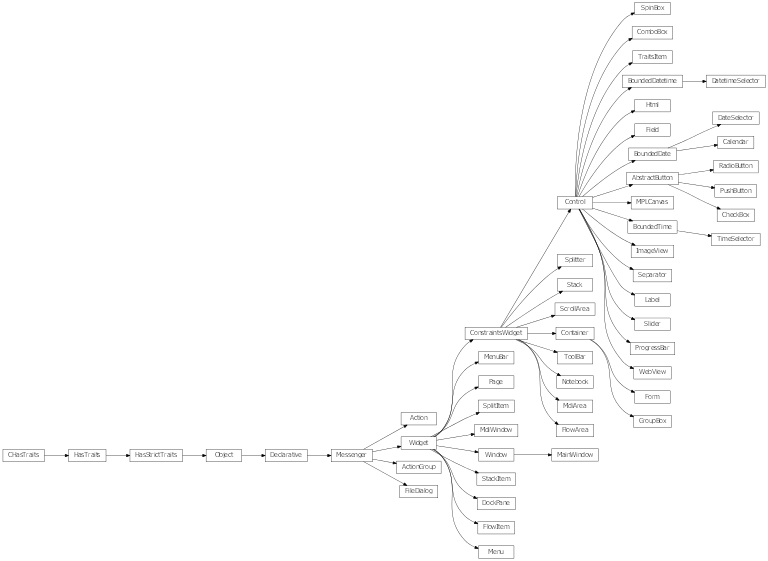 SpinBox
ComboBox
TraitsItem
BoundedDatetime
DatetimeSelector
Html
DateSelector
Field
Calendar
BoundedDate
RadioButton
AbstractButton
PushButton
Control
MPLCanvas
CheckBox
BoundedTime
TimeSelector
ImageView
Splitter
Separator
Stack
Label
ScrollArea
Slider
ConstraintsWidget
Container
ProgressBar
MenuBar
ToolBar
WebView
Page
Notebook
Form
SplitItem
MdiArea
Action
GroupBox
MdiWindow
FlowArea
Widget
CHasTraits
HasTraits
HasStrictTraits
Object
Declarative
Messenger
Window
MainWindow
ActionGroup
StackItem
FileDialog
DockPane
FlowItem
Menu